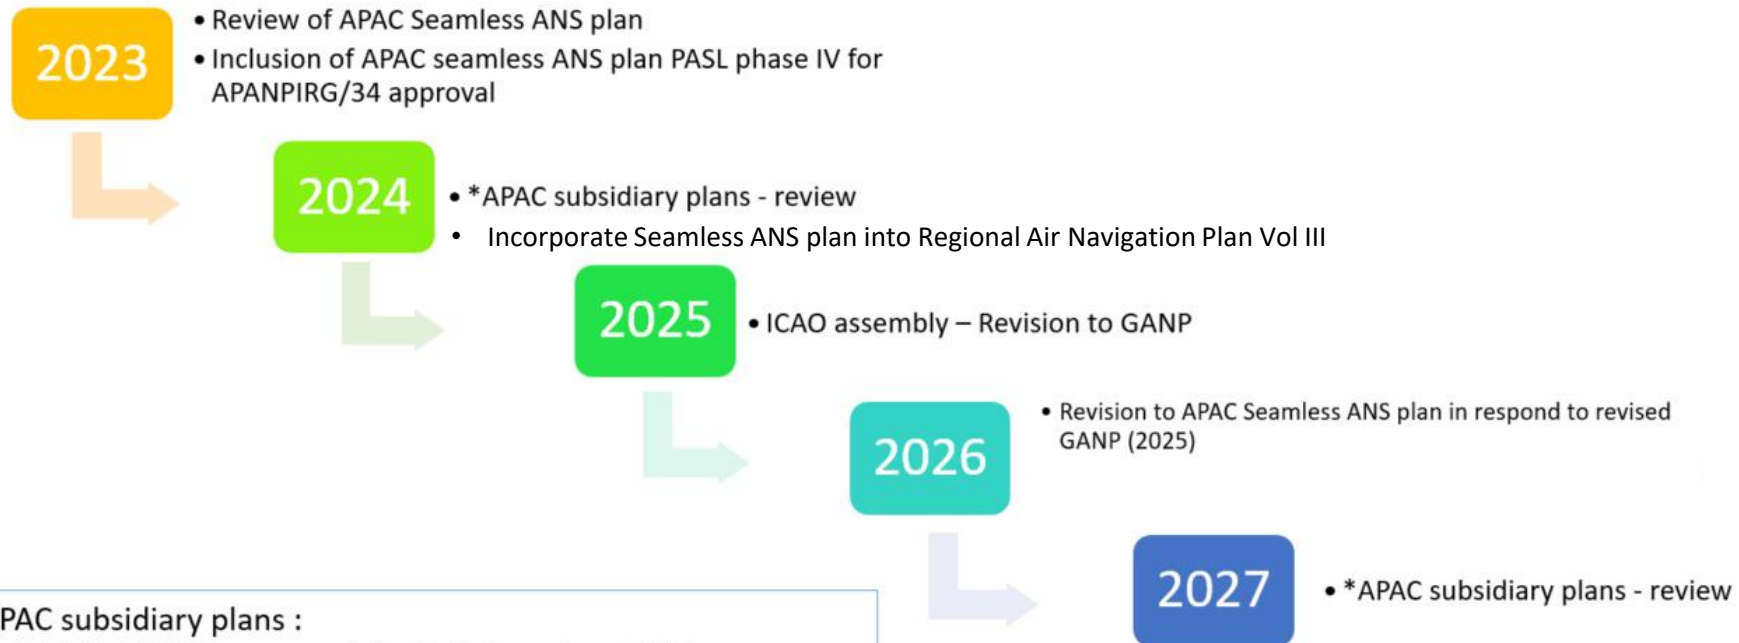 2023
• Review of APAC Seamless ANS plan
• Inclusion of APAC seamless ANS plan PASL phase IV for
APANPIRG/34 approval
2024
• *APAC subsidiary plans - review
• Incorporate Seamless ANS plan into Regional Air Navigation Plan Vol III
2025
• ICAO assembly – Revision to GANP
2026
• Revision to APAC Seamless ANS plan in respond to revised
GANP (2025)
2027
• *APAC subsidiary plans - review
PAC subsidiary plans :